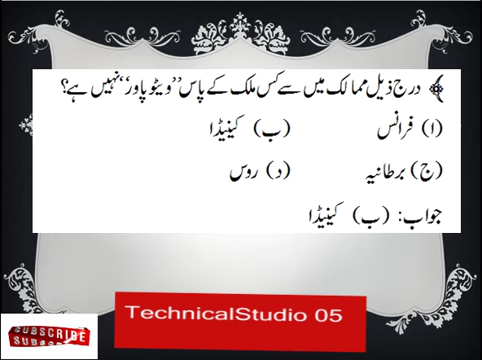 درج ذیل ممالک میں سے کس ملک کے پاس ”ویٹو پاور“ نہیں ہے؟
(ا) فرانس (ب) کینیڈا
(ج) برطانیہ (د) روس
جواب: (ب) کینیڈا
TechnicalStudio 05
SUBSCRIBE
SUBSCRIBE